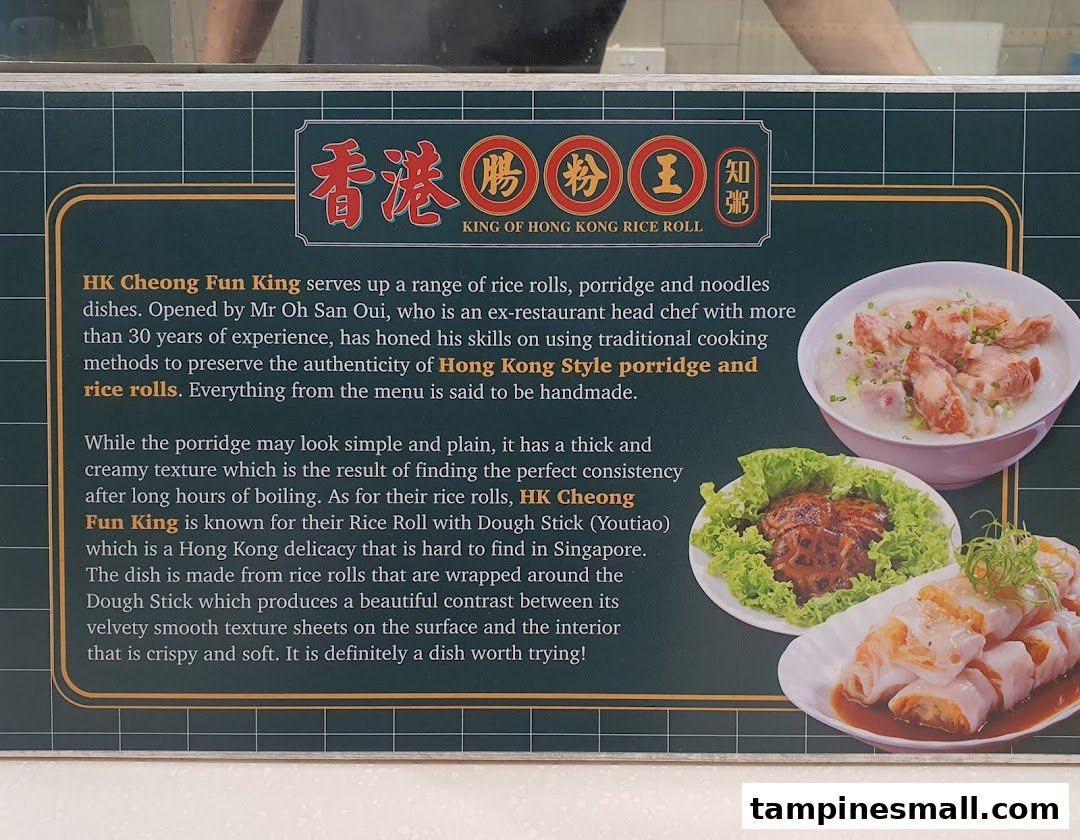 香港腸粉王 知粥
KING OF HONG KONG RICE ROLL
HK Cheong Fun King serves up a range of rice rolls, porridge and noodles
dishes. Opened by Mr Oh San Oui, who is an ex-restaurant head chef with more
than 30 years of experience, has honed his skills on using traditional cooking
methods to preserve the authenticity of Hong Kong Style porridge and
rice rolls. Everything from the menu is said to be handmade.
While the porridge may look simple and plain, it has a thick and
creamy texture which is the result of finding the perfect consistency
after long hours of boiling. As for their rice rolls, HK Cheong
Fun King is known for their Rice Roll with Dough Stick (Youtiao)
which is a Hong Kong delicacy that is hard to find in Singapore.
The dish is made from rice rolls that are wrapped around the
Dough Stick which produces a beautiful contrast between its
velvety smooth texture sheets on the surface and the interior
that is crispy and soft. It is definitely a dish worth trying!
tampinesmall.com